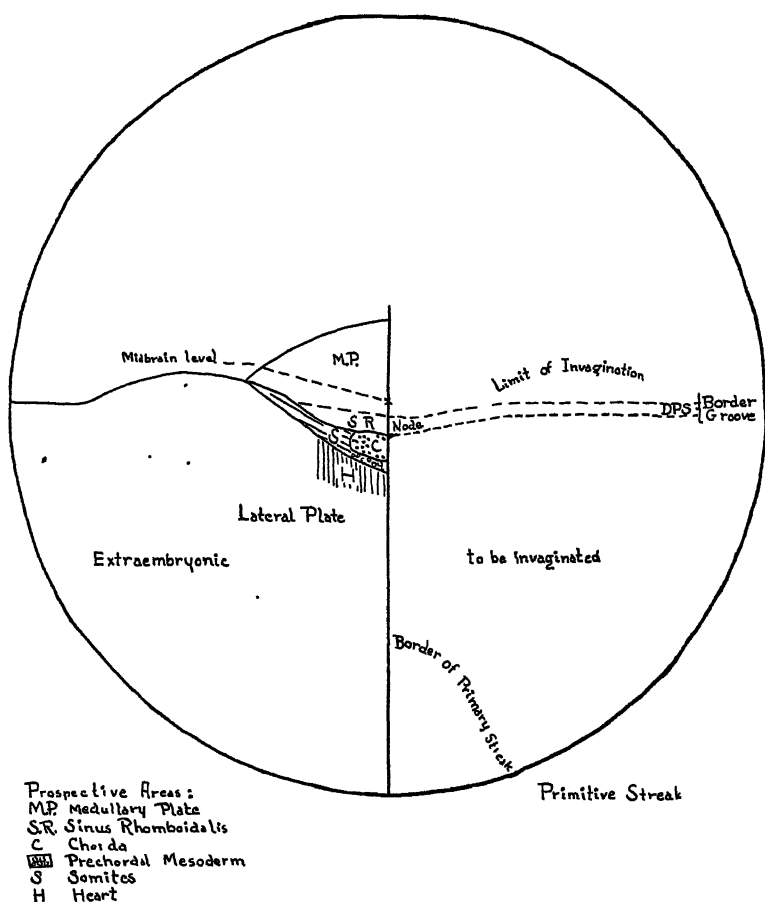 Midbrain level
M.P.
Limit of Invagination
S R
Node
DPS
Border
Groove
S
C
H
Lateral Plate
Extraembryonic
to be invaginated
Border of Primary Streak
Primitive Streak
Prospective Areas:
M.P. Medullary Plate
S.R. Sinus Rhomboidalis
C Chorda
Prechordal Mesoderm
S Somites
H Heart